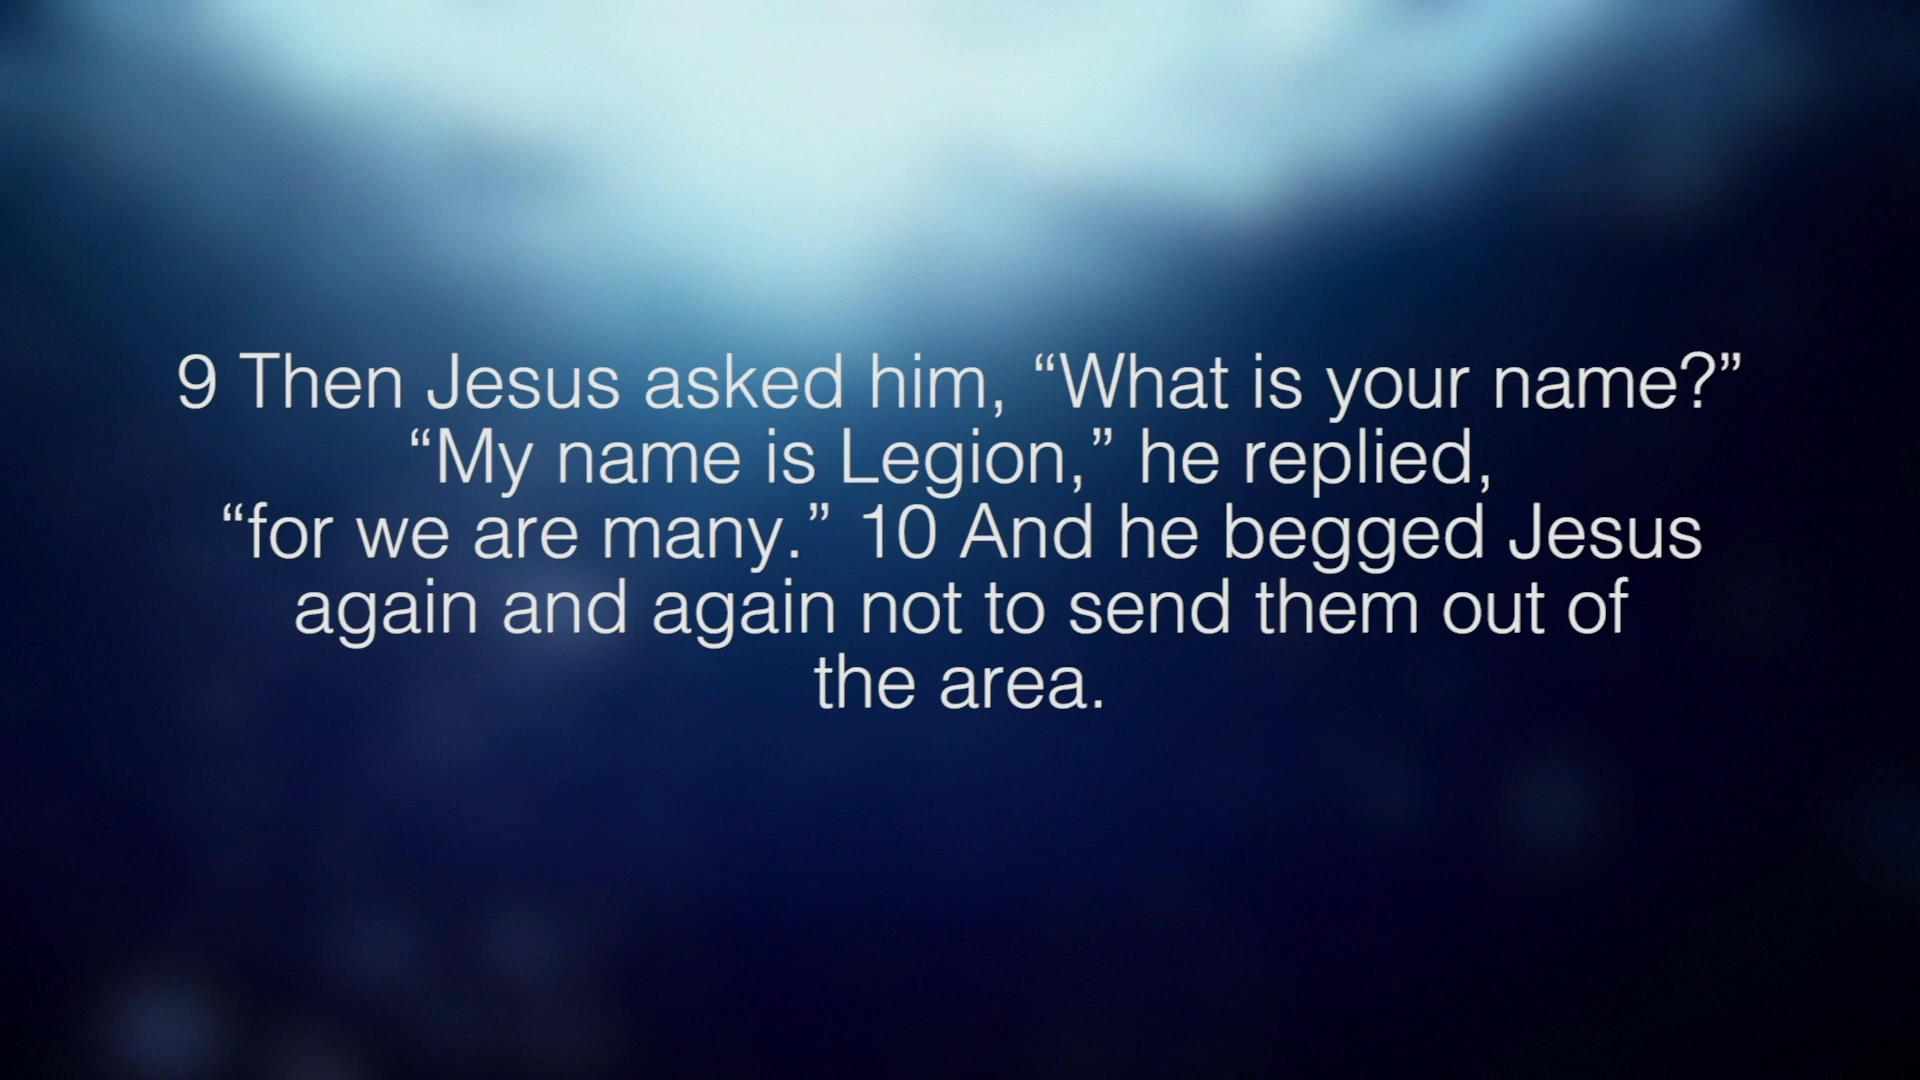 9 Then Jesus asked him, “What is your name?”
“My name is Legion,” he replied,
“for we are many.” 10 And he begged Jesus
again and again not to send them out of
the area.